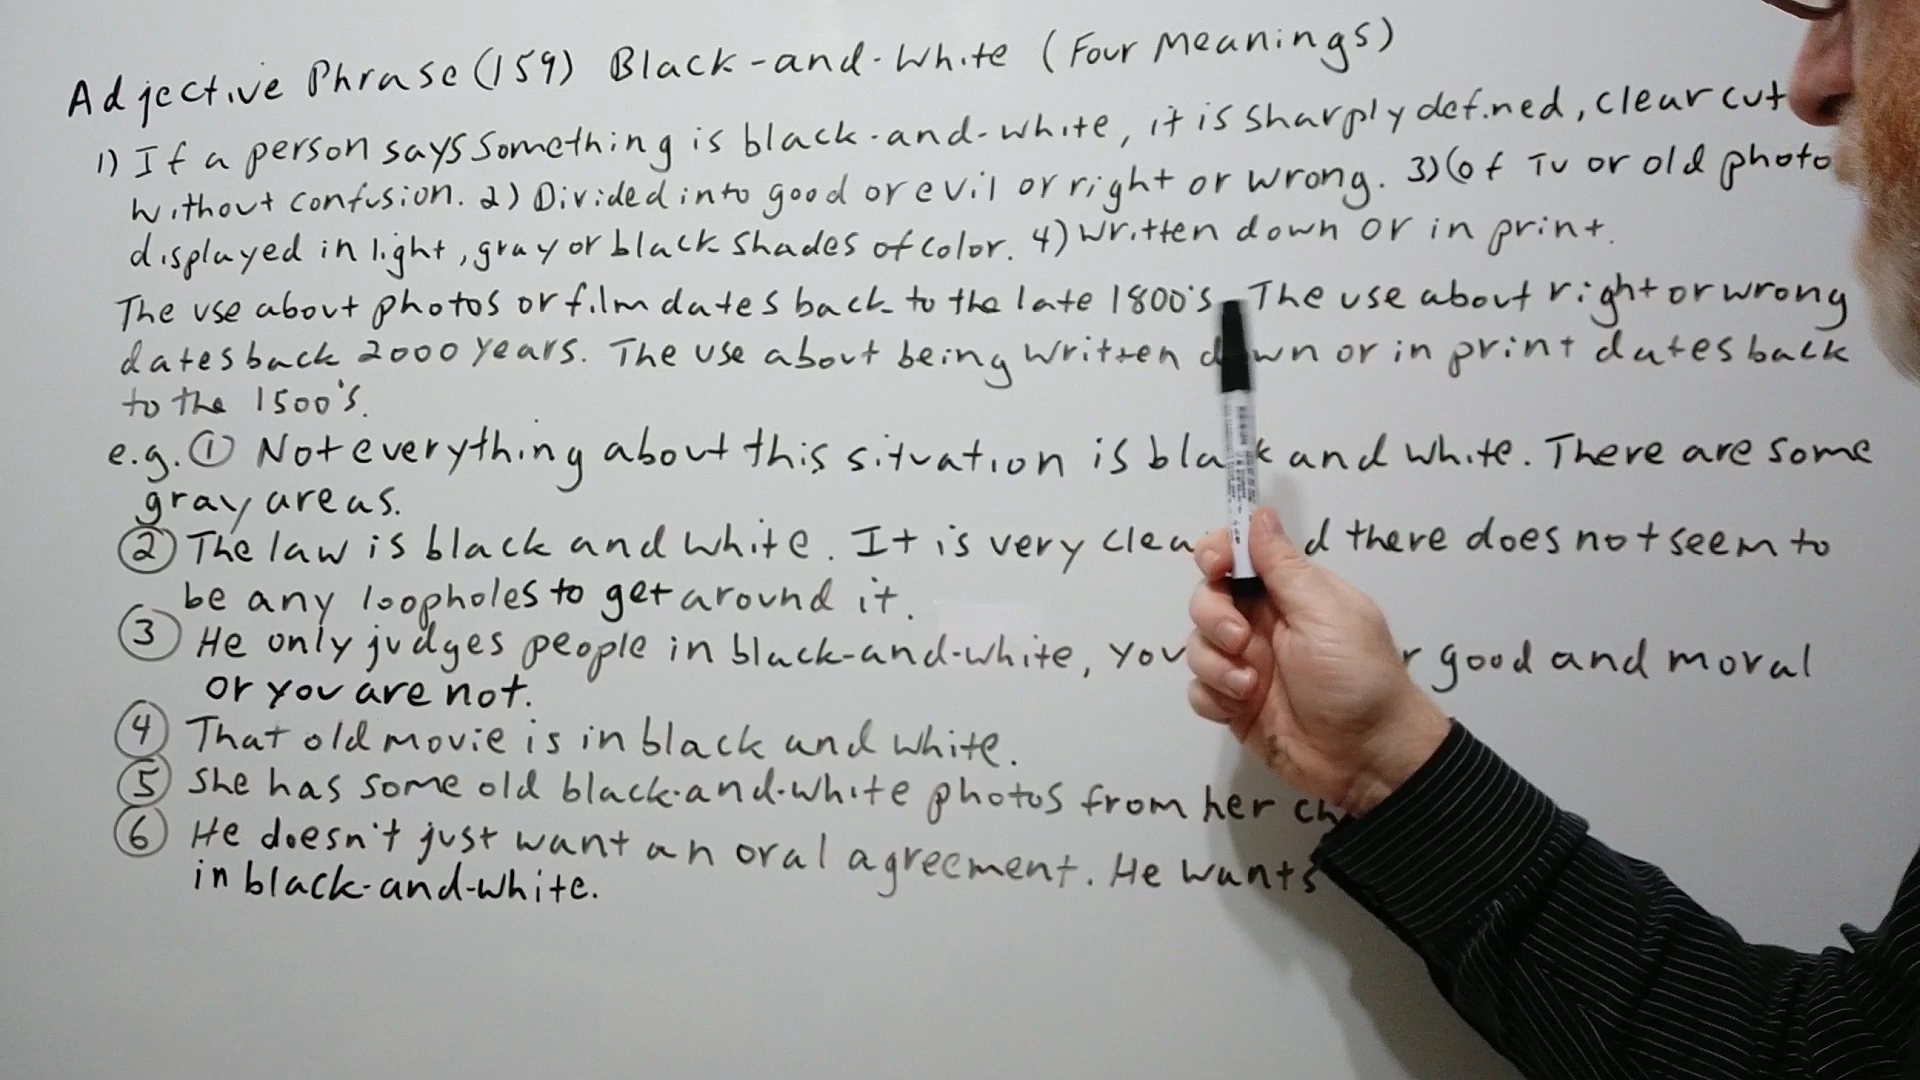 Adjective Phrase (159) Black-and-White (Four Meanings)
1) If a person says something is black-and-white, it is sharply defined, clear cut
without confusion. 2) Divided into good or evil or right or wrong. 3) (of TV or old photo
displayed in light, gray or black shades of color. 4) Written down or in print.
The use about photos or film dates back to the late 1800's. The use about right or wrong
dates back 2000 years. The use about being written down or in print dates back
to the 1500's.
e.g. ① Not everything about this situation is black and white. There are some
gray areas.
② The law is black and white. It is very clea d there does not seem to
be any loopholes to get around it.
③ He only judges people in black-and-white, you r good and moral
or you are not.
④ That old movie is in black and white.
⑤ She has some old black-and-white photos from her ch
⑥ He doesn't just want an oral agreement. He wants
in black-and-white.